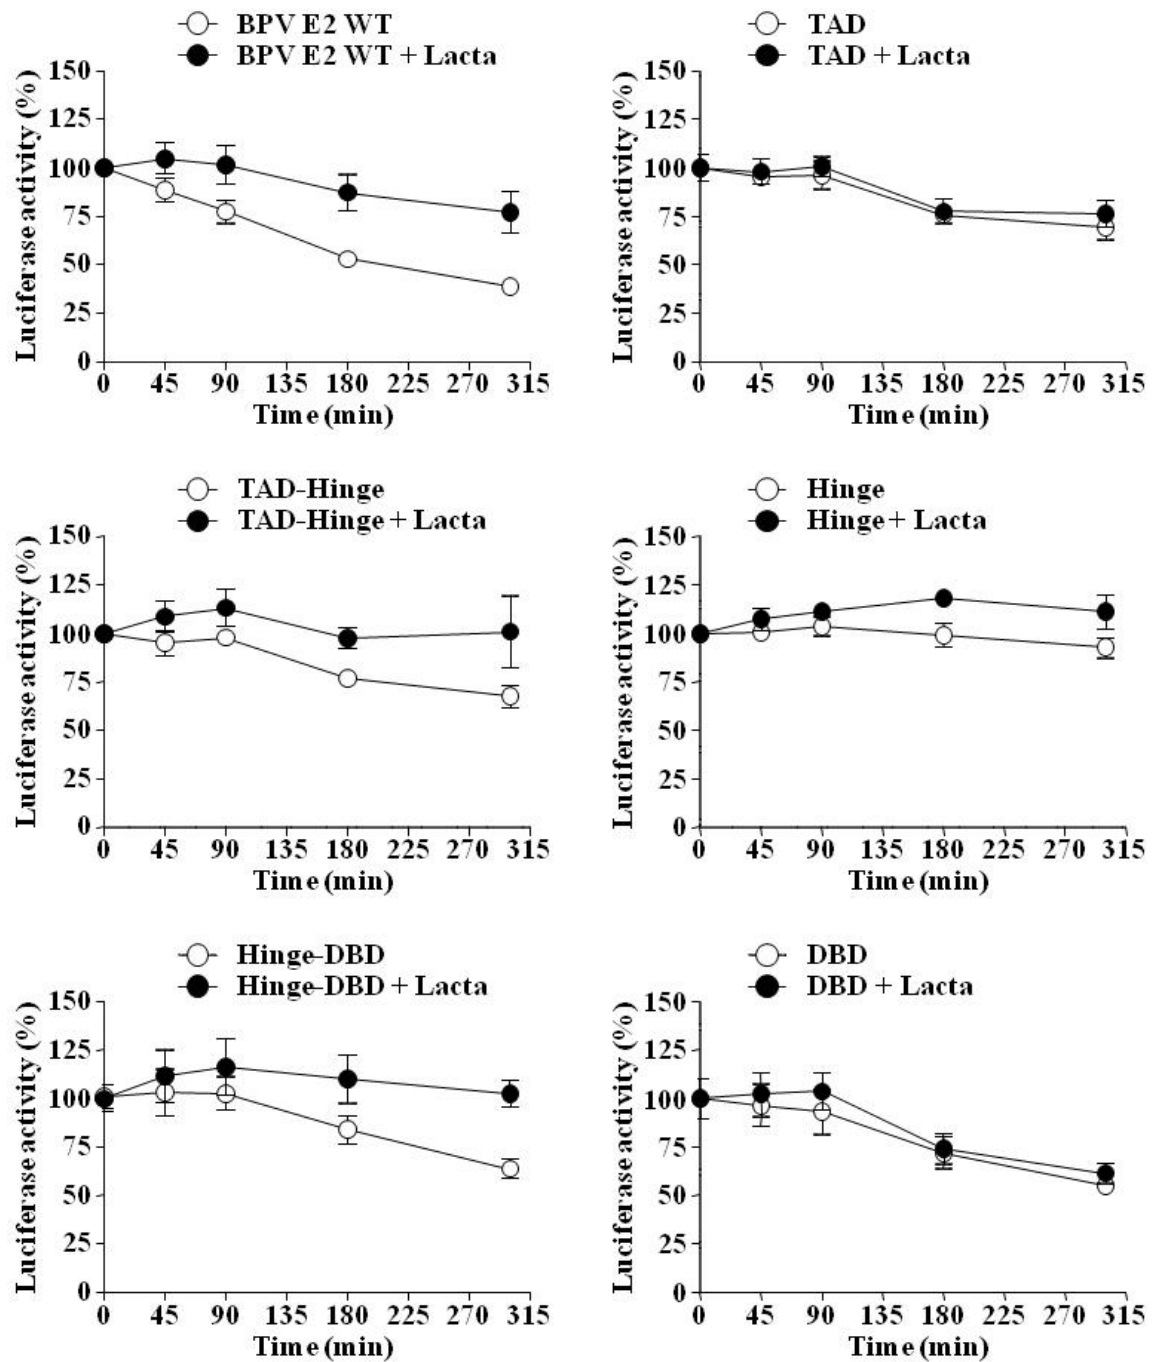 BPV E2 WT
BPV E2 WT + Lacta
Luciferase activity (%)
150
125
100
75
50
25
0
0 45 90 135 180 225 270 315
Time (min)
TAD
TAD + Lacta
Luciferase activity (%)
150
125
100
75
50
25
0
0 45 90 135 180 225 270 315
Time (min)
TAD-Hinge
TAD-Hinge + Lacta
Luciferase activity (%)
150
125
100
75
50
25
0
0 45 90 135 180 225 270 315
Time (min)
Hinge
Hinge + Lacta
Luciferase activity (%)
150
125
100
75
50
25
0
0 45 90 135 180 225 270 315
Time (min)
Hinge-DBD
Hinge-DBD + Lacta
Luciferase activity (%)
150
125
100
75
50
25
0
0 45 90 135 180 225 270 315
Time (min)
DBD
DBD + Lacta
Luciferase activity (%)
150
125
100
75
50
25
0
0 45 90 135 180 225 270 315
Time (min)